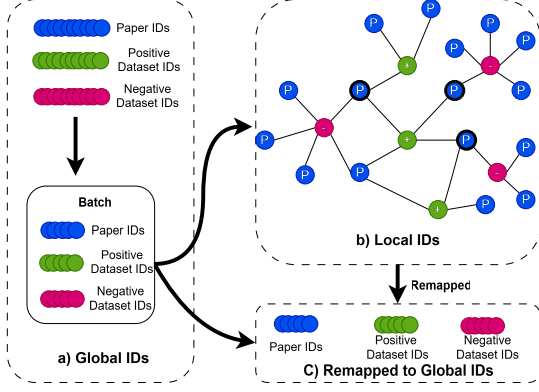 Paper IDs
Positive
Dataset IDs
Negative
Dataset IDs
Batch
Paper IDs
Positive
Dataset IDs
Negative
Dataset IDs
a) Global IDs
P
P
+
P
P
P
-
P
P
P
P
-
P
+
P
P
P
-
P
P
+
P
P
b) Local IDs
Remapped
Paper IDs
Positive
Dataset IDs
Negative
Dataset IDs
C) Remapped to Global IDs